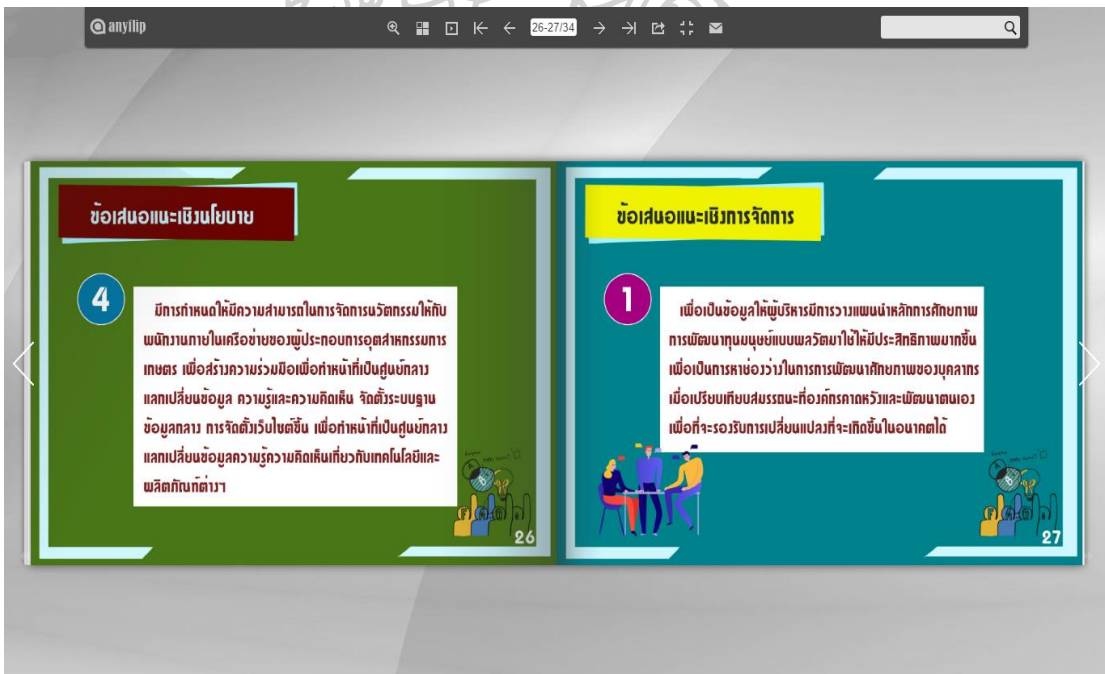 anyflip
26-27/34
ข้อเสนอแนะเชิงนโยบาย
4
มีการกำหนดให้มีความสามารถในการจัดการนวัตกรรมให้กับ
พนักงานภายในเครือข่ายของผู้ประกอบการอุตสาหกรรมการ
เกษตร เพื่อสร้างความร่วมมือเพื่อทำหน้าที่เป็นศูนย์กลาง
แลกเปลี่ยนข้อมูล ความรู้และความคิดเห็น จัดตั้งระบบฐาน
ข้อมูลกลาง การจัดตั้งเว็บไซต์ขึ้น เพื่อทำหน้าที่เป็นศูนย์กลาง
แลกเปลี่ยนข้อมูลความรู้ความคิดเห็นเกี่ยวกับเทคโนโลยีและ
ผลิตภัณฑ์ต่างๆ
26
ข้อเสนอแนะเชิงการจัดการ
1
เพื่อเป็นข้อมูลให้ผู้บริหารมีการวางแผนนำหลักการศักยภาพ
การพัฒนาทุนมนุษย์แบบพลวัตมาใช้ให้มีประสิทธิภาพมากขึ้น
เพื่อเป็นการหาช่องว่างในการการพัฒนาศักยภาพของบุคลากร
เมื่อเปรียบเทียบสมรรถนะที่องค์กรคาดหวังและพัฒนาตนเอง
เพื่อที่จะรองรับการเปลี่ยนแปลงที่จะเกิดขึ้นในอนาคตได้
27